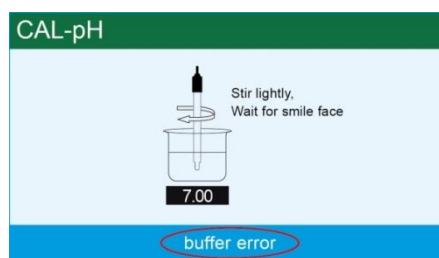 CAL-pH
Stir lightly,
Wait for smile face
7.00
buffer error